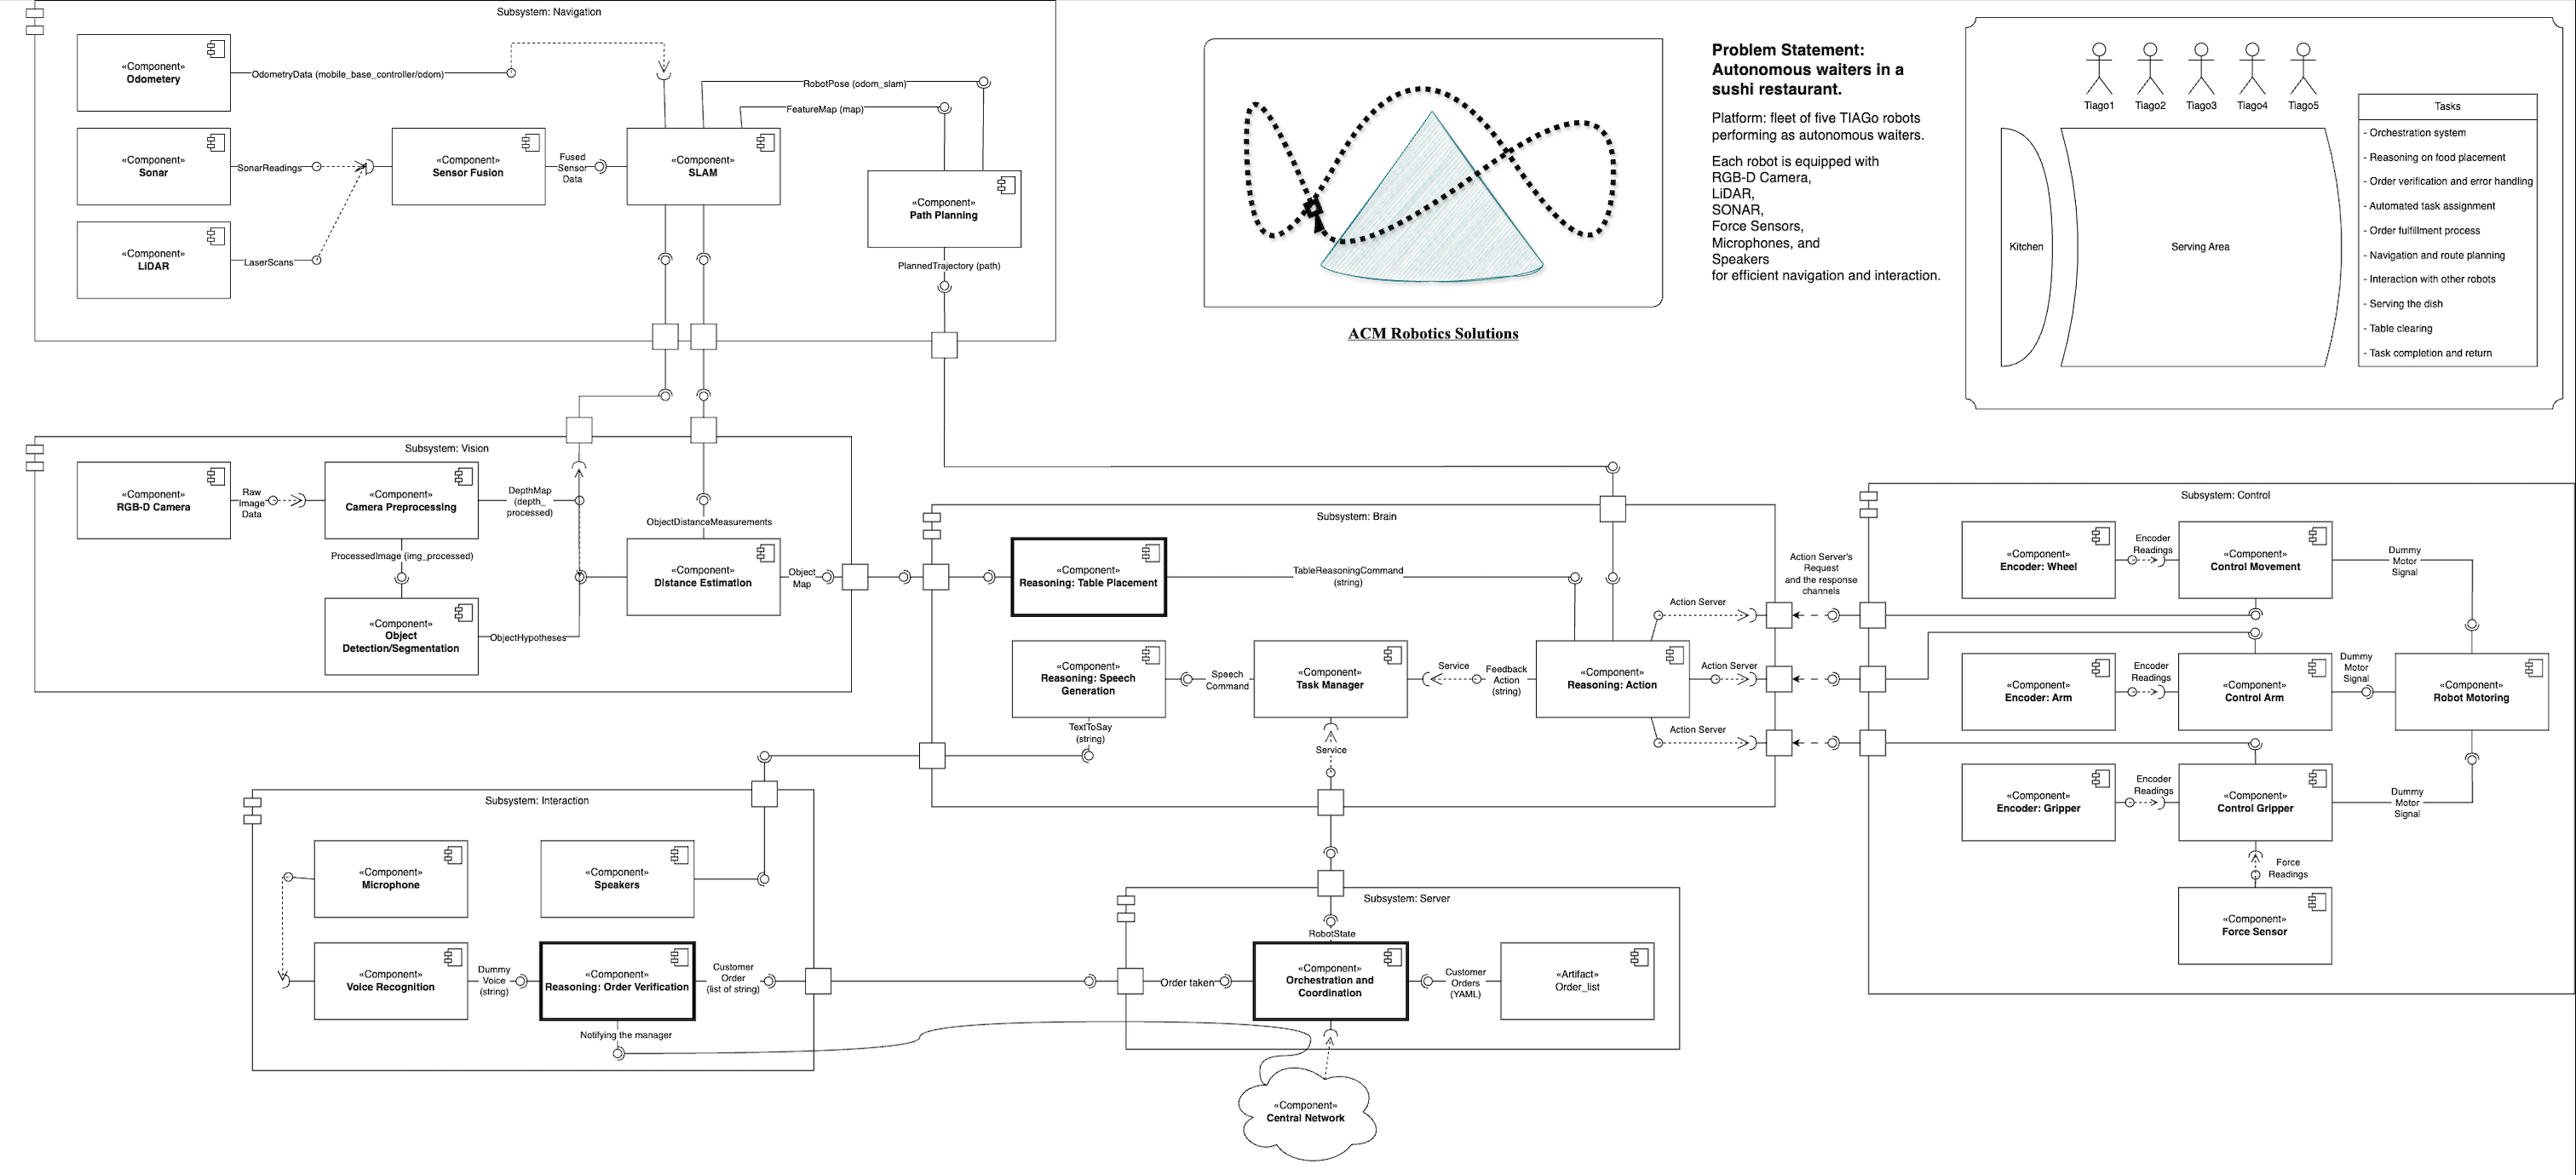 Subsystem: Navigation
«Component»
Odometery
OdometryData (mobile_base_controller/odom)
RobotPose (odom_slam)
FeatureMap (map)
«Component»
Sonar
SonarReadings
«Component»
Sensor Fusion
Fused
Sensor
Data
«Component»
SLAM
«Component»
Path Planning
«Component»
LiDAR
LaserScans
PlannedTrajectory (path)
ACM Robotics Solutions
Problem Statement:
Autonomous waiters in a
sushi restaurant.
Platform: fleet of five TIAGo robots
performing as autonomous waiters.
Each robot is equipped with
RGB-D Camera,
LiDAR,
SONAR,
Force Sensors,
Microphones, and
Speakers
for efficient navigation and interaction.
Tiago1
Tiago2
Tiago3
Tiago4
Tiago5
Kitchen
Serving Area
Tasks
- Orchestration system
- Reasoning on food placement
- Order verification and error handling
- Automated task assignment
- Order fulfillment process
- Navigation and route planning
- Interaction with other robots
- Serving the dish
- Table clearing
- Task completion and return
Subsystem: Vision
«Component»
RGB-D Camera
Raw
Image
Data
«Component»
Camera Preprocessing
DepthMap
(depth_
processed)
ProcessedImage (img_processed)
«Component»
Object
Detection/Segmentation
ObjectHypotheses
ObjectDistanceMeasurements
«Component»
Distance Estimation
Object
Map
Subsystem: Brain
«Component»
Reasoning: Table Placement
TableReasoningCommand
(string)
«Component»
Reasoning: Speech
Generation
Speech
Command
«Component»
Task Manager
Service
Feedback
Action
(string)
«Component»
Reasoning: Action
Action Server
Action Server
Action Server
TextToSay
(string)
Service
Action Server's
Request
and the response
channels
Subsystem: Control
«Component»
Encoder: Wheel
Encoder
Readings
«Component»
Control Movement
Dummy
Motor
Signal
«Component»
Encoder: Arm
Encoder
Readings
«Component»
Control Arm
Dummy
Motor
Signal
«Component»
Robot Motoring
«Component»
Encoder: Gripper
Encoder
Readings
«Component»
Control Gripper
Dummy
Motor
Signal
Force
Readings
«Component»
Force Sensor
Subsystem: Interaction
«Component»
Microphone
«Component»
Speakers
«Component»
Voice Recognition
Dummy
Voice
(string)
«Component»
Reasoning: Order Verification
Customer
Order
(list of string)
Notifying the manager
Subsystem: Server
RobotState
Order taken
«Component»
Orchestration and
Coordination
Customer
Orders
(YAML)
«Artifact»
Order_list
«Component»
Central Network